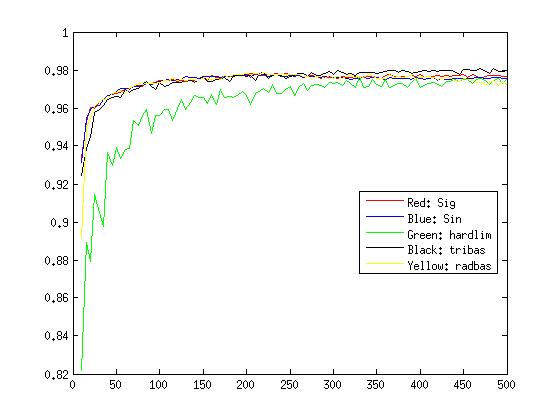 1
0.98
0.96
0.94
0.92
0.9
0.88
0.86
0.84
0.82
0 50 100 150 200 250 300 350 400 450 500
Red: Sig
Blue: Sin
Green: hardlim
Black: tribas
Yellow: radbas